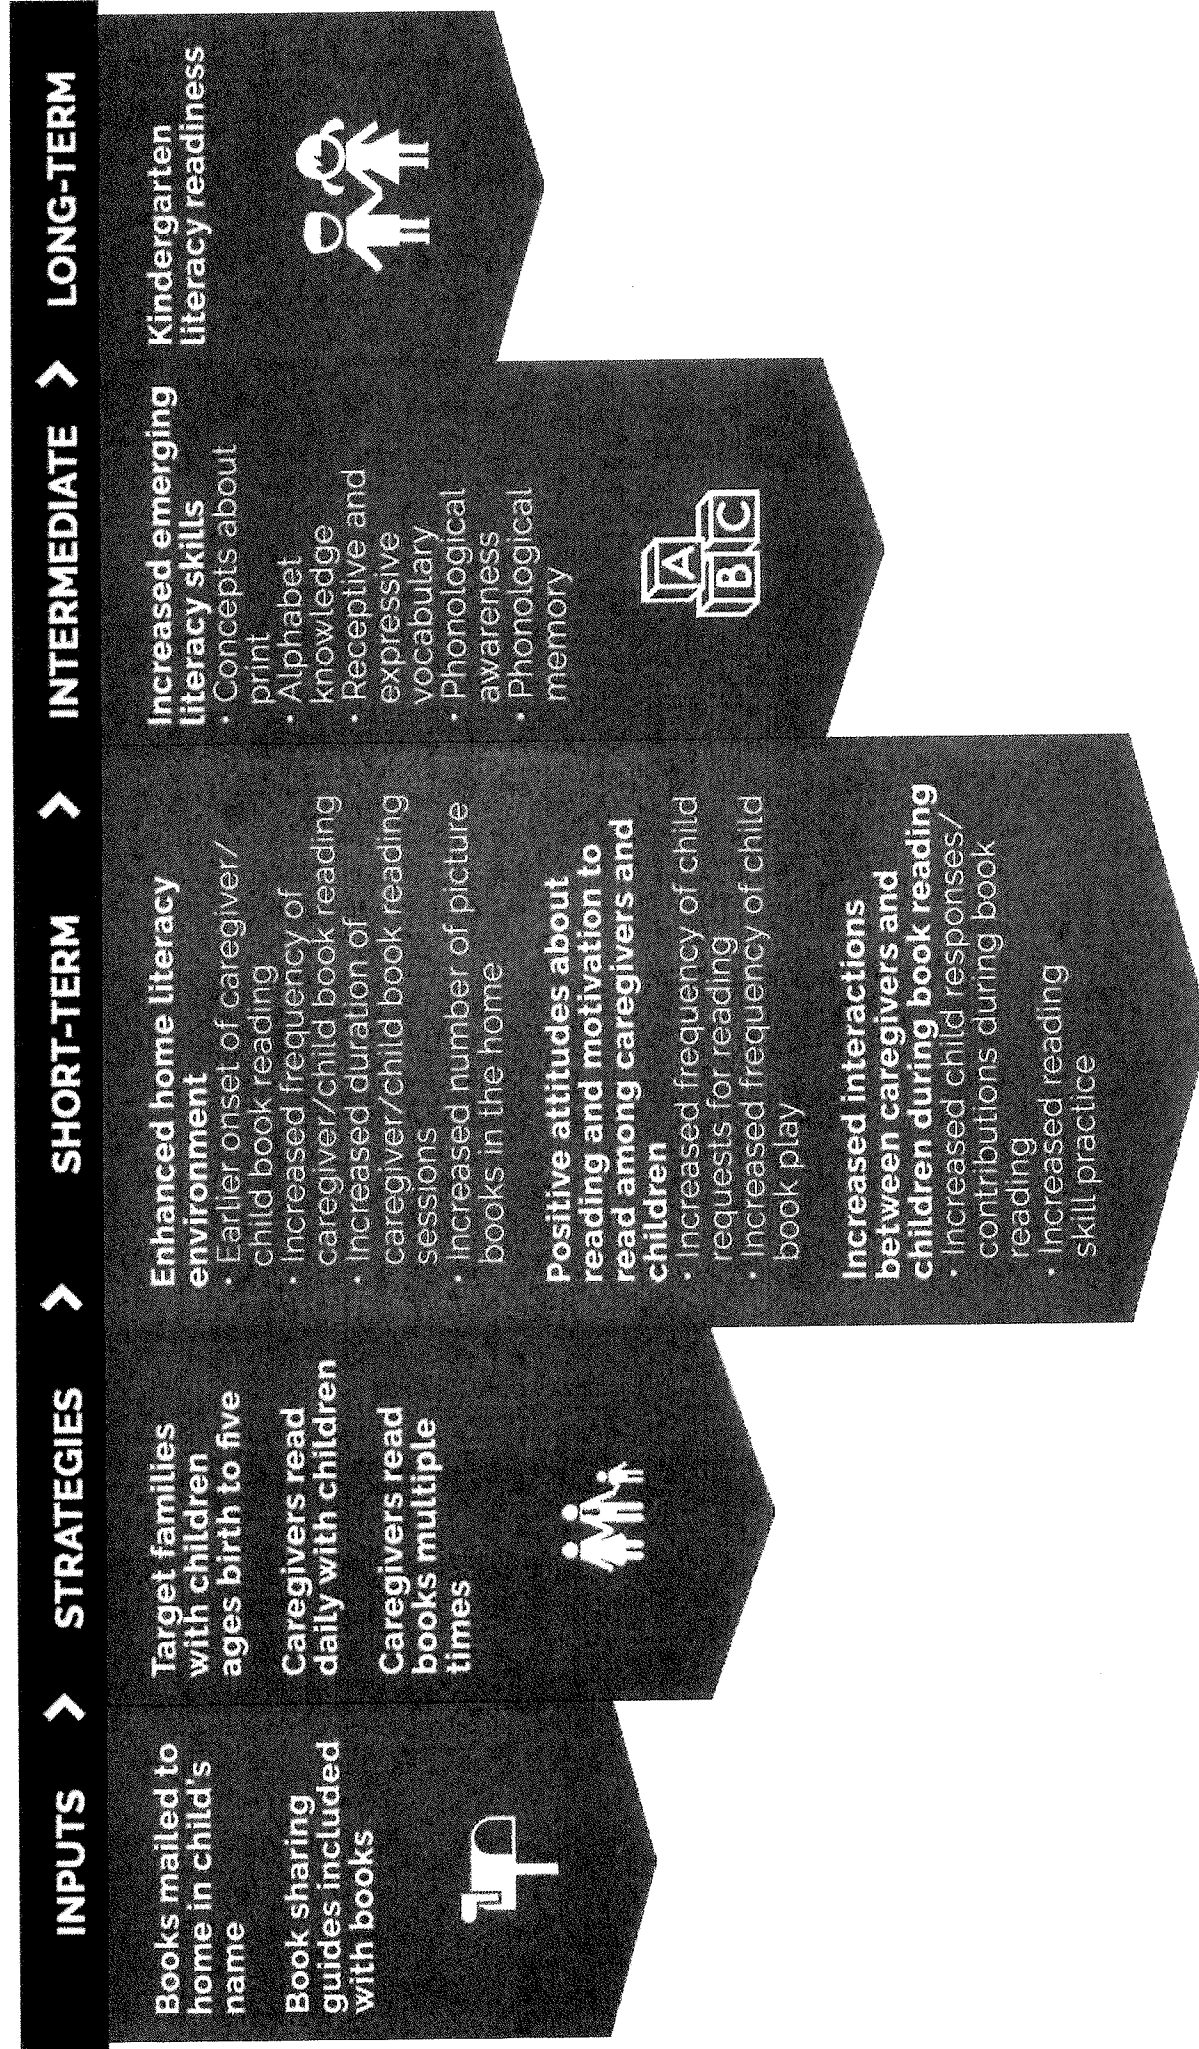 INPUTS > STRATEGIES > SHORT-TERM > INTERMEDIATE > LONG-TERM
Books mailed to
home in child's
name
Book sharing
guides included
with books
Target families
with children
ages birth to five
Caregivers read
daily with children
Caregivers read
books multiple
times
Enhanced home literacy
environment
• Earlier onset of caregiver/
child book reading
• Increased frequency of
caregiver/child book reading
• Increased duration of
caregiver/child book reading
sessions
• Increased number of picture
books in the home
Positive attitudes about
reading and motivation to
read among caregivers and
children
• Increased frequency of child
requests for reading
• Increased frequency of child
book play
Increased interactions
between caregivers and
children during book reading
• Increased child responses/
contributions during book
reading
• Increased reading
skill practice
Increased emerging
literacy skills
• Concepts about
print
• Alphabet
knowledge
• Receptive and
expressive
vocabulary
• Phonological
awareness
• Phonological
memory
A
B C
Kindergarten
literacy readiness